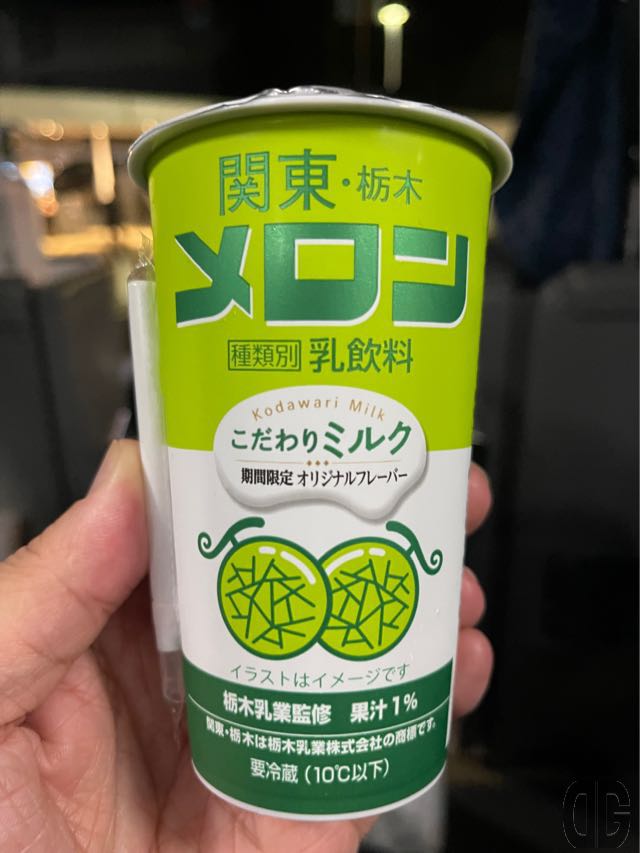 関東・栃木
メロン
種類別 乳飲料
Kodawari Milk
こだわりミルク
期間限定 オリジナルフレーバー
イラストはイメージです
栃木乳業監修 果汁1%
関東・栃木は栃木乳業株式会社の商標です。
要冷蔵(10℃以下)
DG